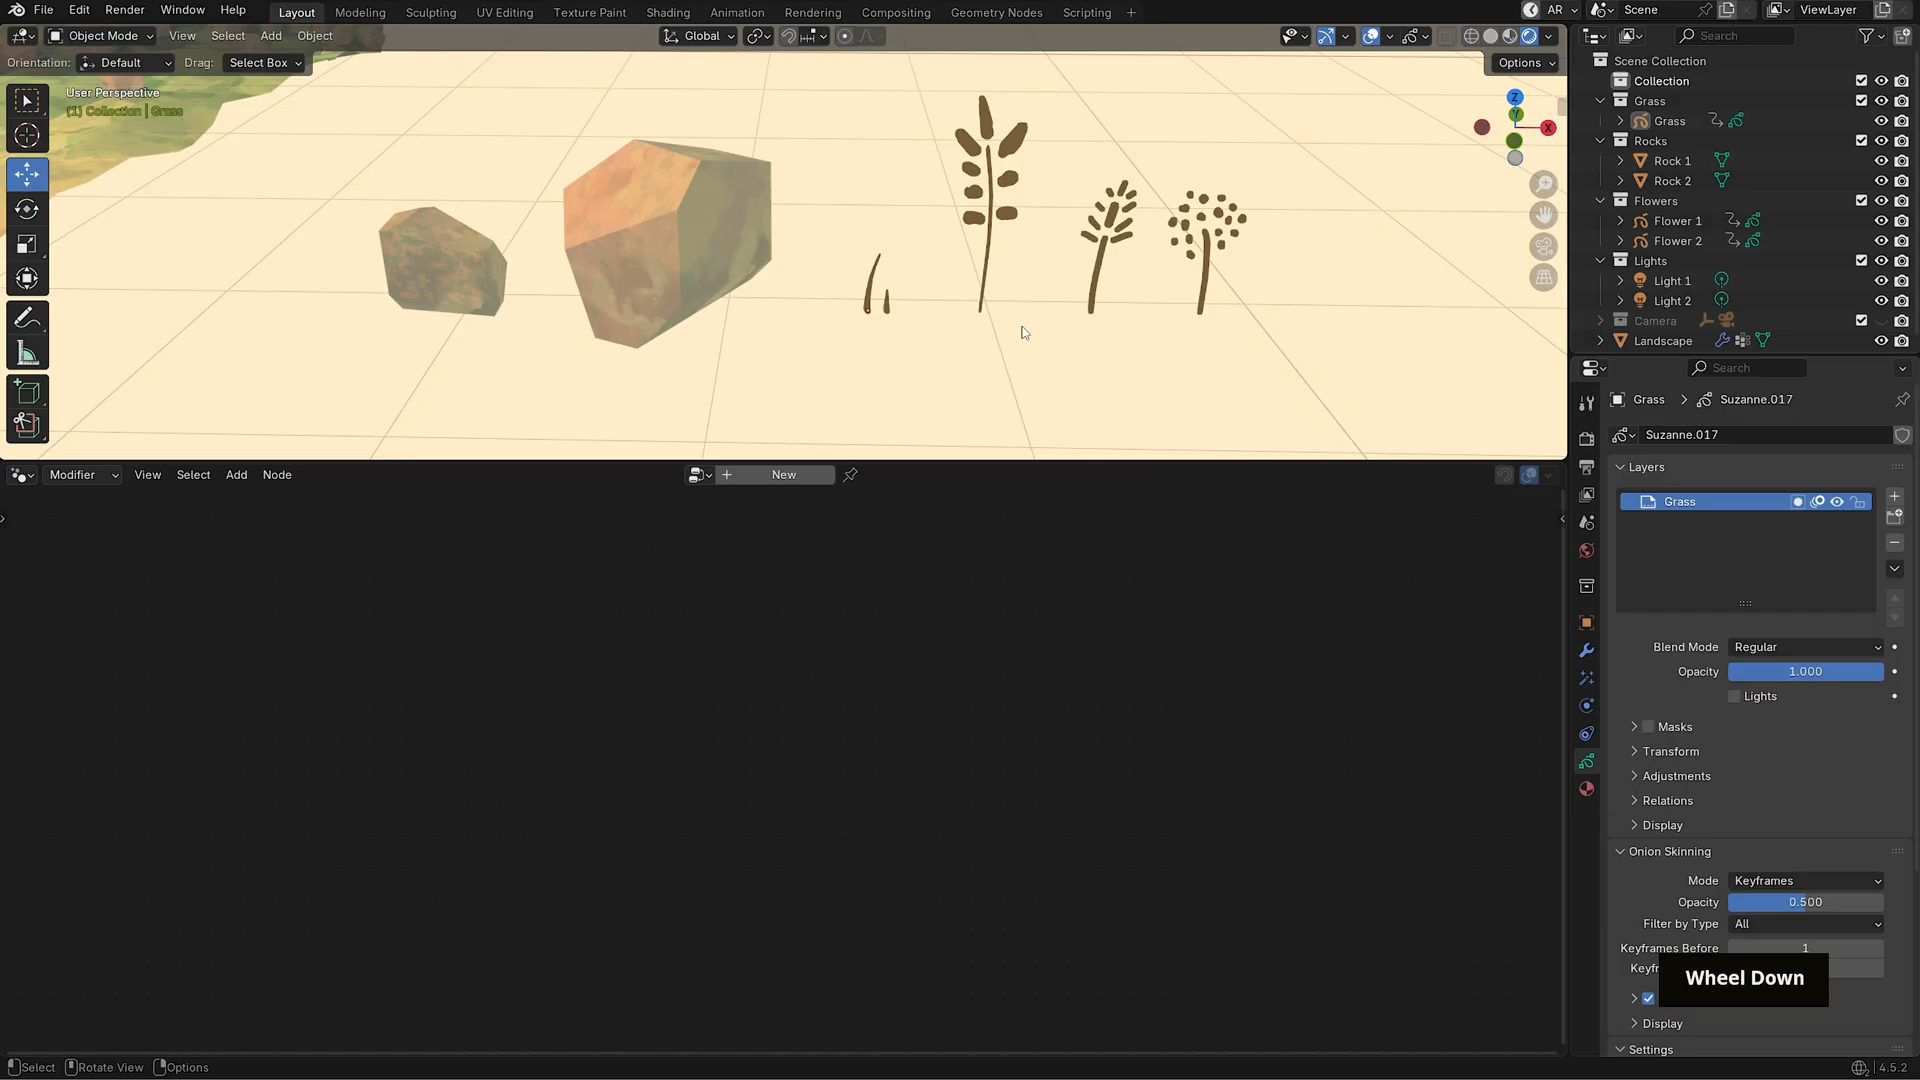 File Edit Render Window Help Layout Modeling Sculpting UV Editing Texture Paint Shading Animation Rendering Compositing Geometry Nodes Scripting AR Scene ViewLayer
Object Mode View Select Add Object Global Search
Orientation: Default Drag: Select Box Options
User Perspective
(1) Collection | Grass
Z
Y
X
Scene Collection
Collection
Grass
Grass
Rocks
Rock 1
Rock 2
Flowers
Flower 1
Flower 2
Lights
Light 1
Light 2
Camera
Landscape
Search
Grass Suzanne.017
Suzanne.017
Layers
Grass
Blend Mode Regular
Opacity 1.000
Lights
Masks
Transform
Adjustments
Relations
Display
Onion Skinning
Mode Keyframes
Opacity 0.500
Filter by Type All
Keyframes Before 1
Keyf
Wheel Down
Display
Settings
Modifier View Select Add Node New
Select Rotate View Options 4.5.2